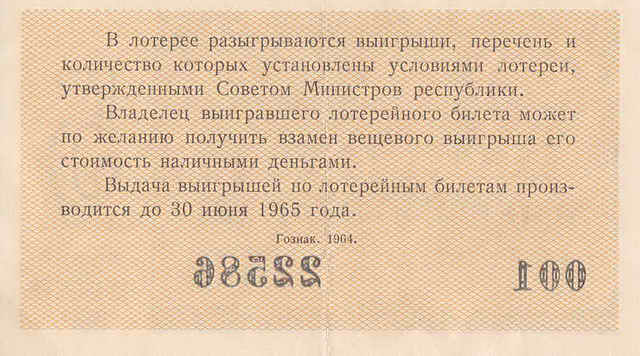 В лотерее разыгрываются выигрыши, перечень и
количество которых установлены условиями лотереи,
утвержденными Советом Министров республики.
Владелец выигравшего лотерейного билета может
по желанию получить взамен вещевого выигрыша его
стоимость наличными деньгами.
Выдача выигрышей по лотерейным билетам произ-
водится до 30 июня 1965 года.
Гознак. 1964.
22586 001